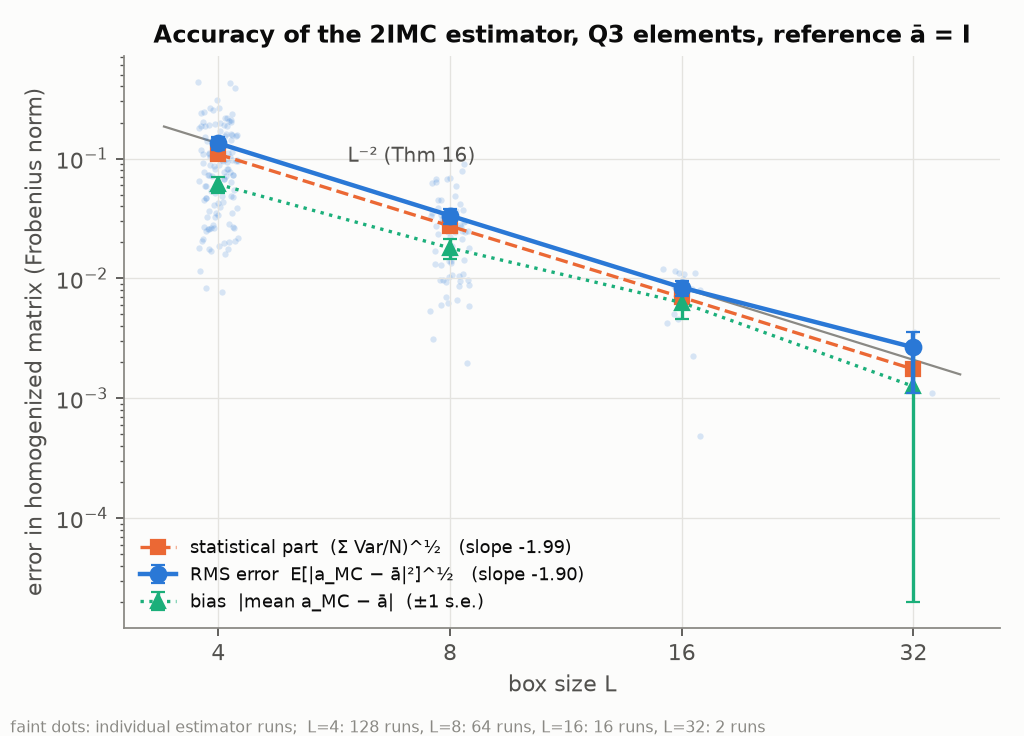 Accuracy of the 2IMC estimator, Q3 elements, reference ā = I
error in homogenized matrix (Frobenius norm)
10⁻¹
10⁻²
10⁻³
10⁻⁴
L⁻² (Thm 16)
statistical part (Σ Var/N)^½ (slope -1.99)
RMS error E[|a_MC − ā|²]^½ (slope -1.90)
bias |mean a_MC − ā| (±1 s.e.)
4 8 16 32
box size L
faint dots: individual estimator runs; L=4: 128 runs, L=8: 64 runs, L=16: 16 runs, L=32: 2 runs